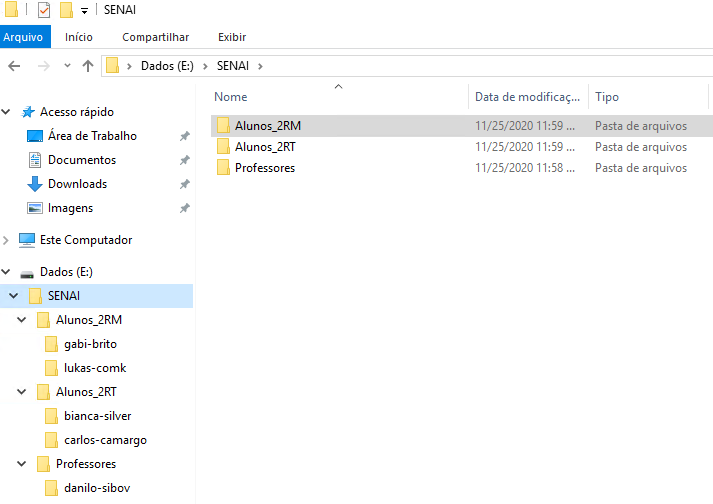 SENAI
Arquivo Início Compartilhar Exibir
Dados (E:) SENAI
Nome Data de modificaç... Tipo
Alunos_2RM 11/25/2020 11:59 ... Pasta de arquivos
Alunos_2RT 11/25/2020 11:59 ... Pasta de arquivos
Professores 11/25/2020 11:58 ... Pasta de arquivos
Acesso rápido
Área de Trabalho
Documentos
Downloads
Imagens
Este Computador
Dados (E:)
SENAI
Alunos_2RM
gabi-brito
lukas-comk
Alunos_2RT
bianca-silver
carlos-camargo
Professores
danilo-sibov